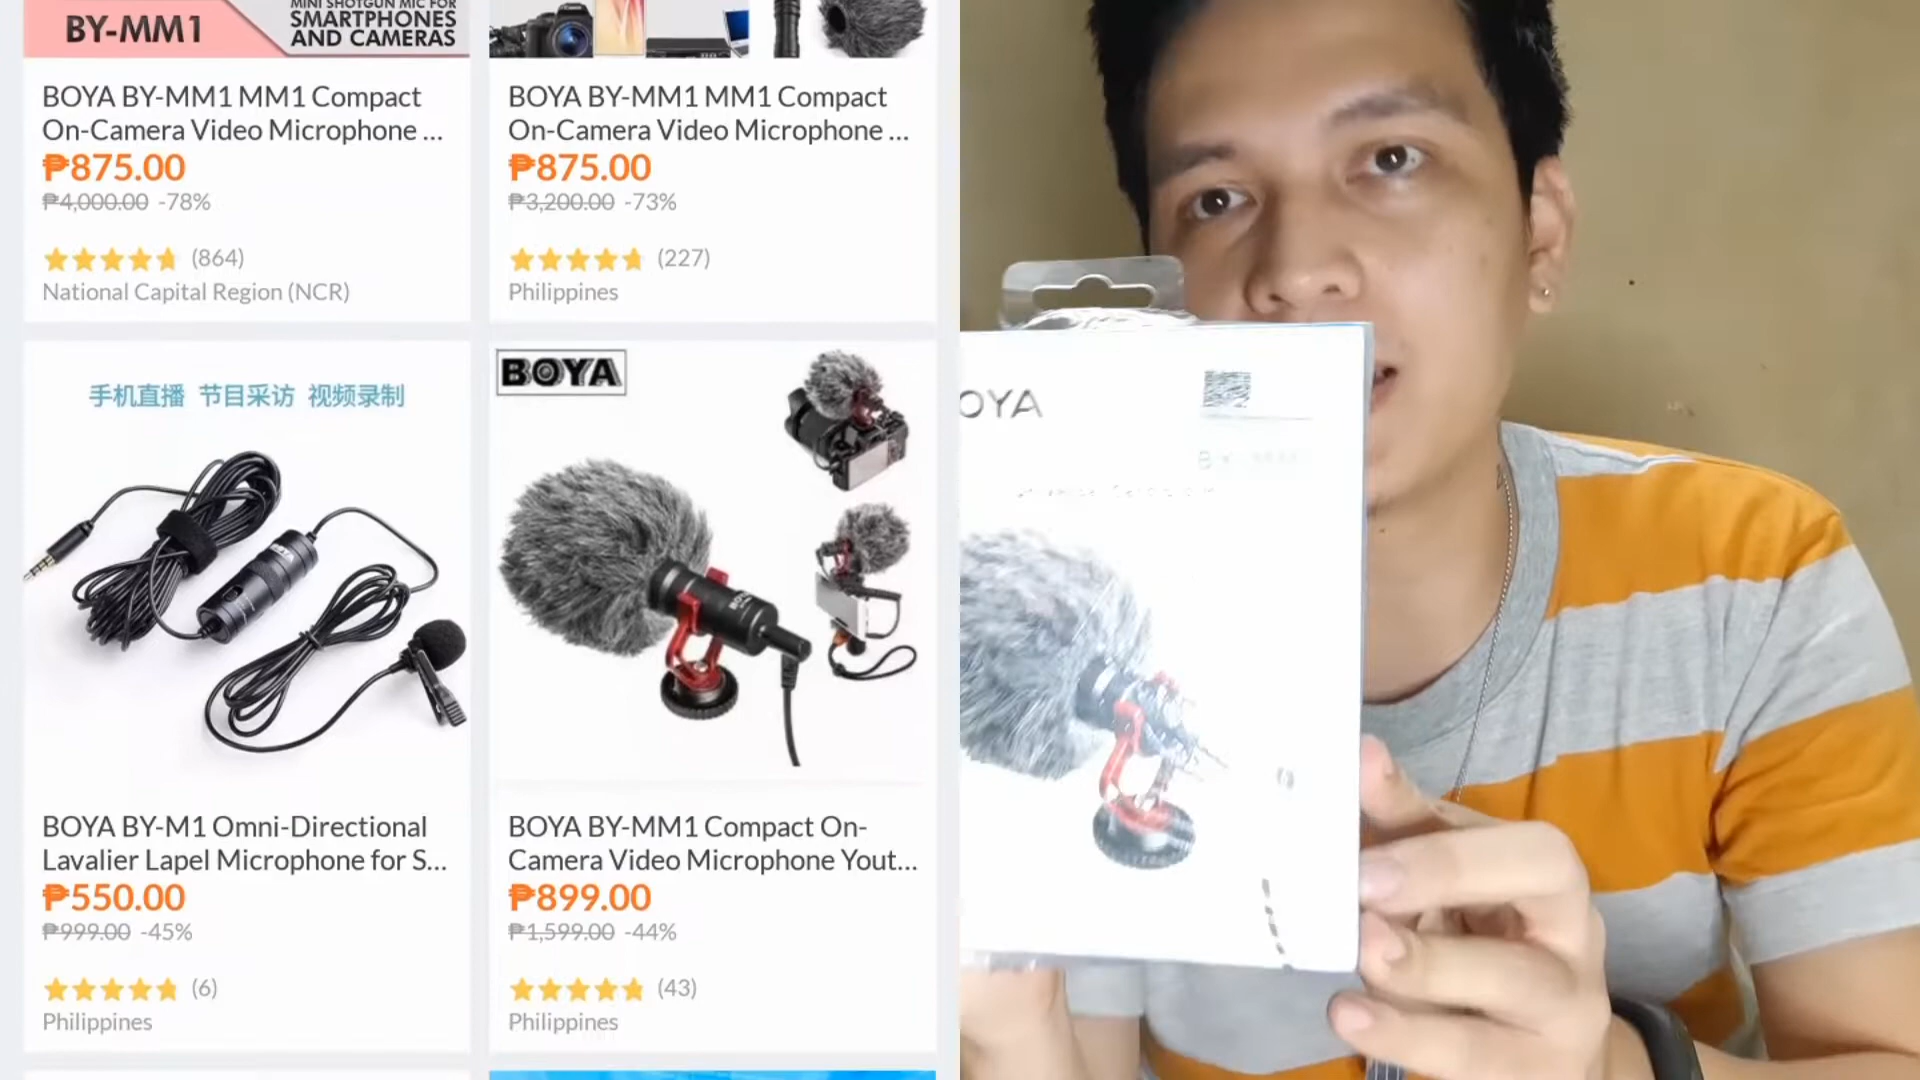 BY-MM1
MINI SHOTGUN MIC FOR
SMARTPHONES
AND CAMERAS
BOYA BY-MM1 MM1 Compact
On-Camera Video Microphone ...
₱875.00
₱4,000.00 -78%
(864)
National Capital Region (NCR)
BOYA BY-MM1 MM1 Compact
On-Camera Video Microphone ...
₱875.00
₱3,200.00 -73%
(227)
Philippines
手机直播 节目采访 视频录制
BOYA
BOYA BY-M1 Omni-Directional
Lavalier Lapel Microphone for S...
₱550.00
₱999.00 -45%
(6)
Philippines
BOYA
BOYA
BOYA BY-MM1 Compact On-
Camera Video Microphone Yout...
₱899.00
₱1,599.00 -44%
(43)
Philippines
OYA